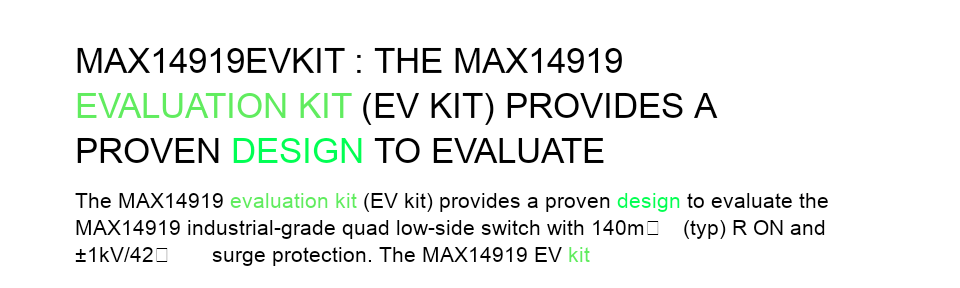 MAX14919EVKIT : THE MAX14919
EVALUATION KIT (EV KIT) PROVIDES A
PROVEN DESIGN TO EVALUATE
The MAX14919 evaluation kit (EV kit) provides a proven design to evaluate the
MAX14919 industrial-grade quad low-side switch with 140m□ (typ) R ON and
±1kV/42□ surge protection. The MAX14919 EV kit